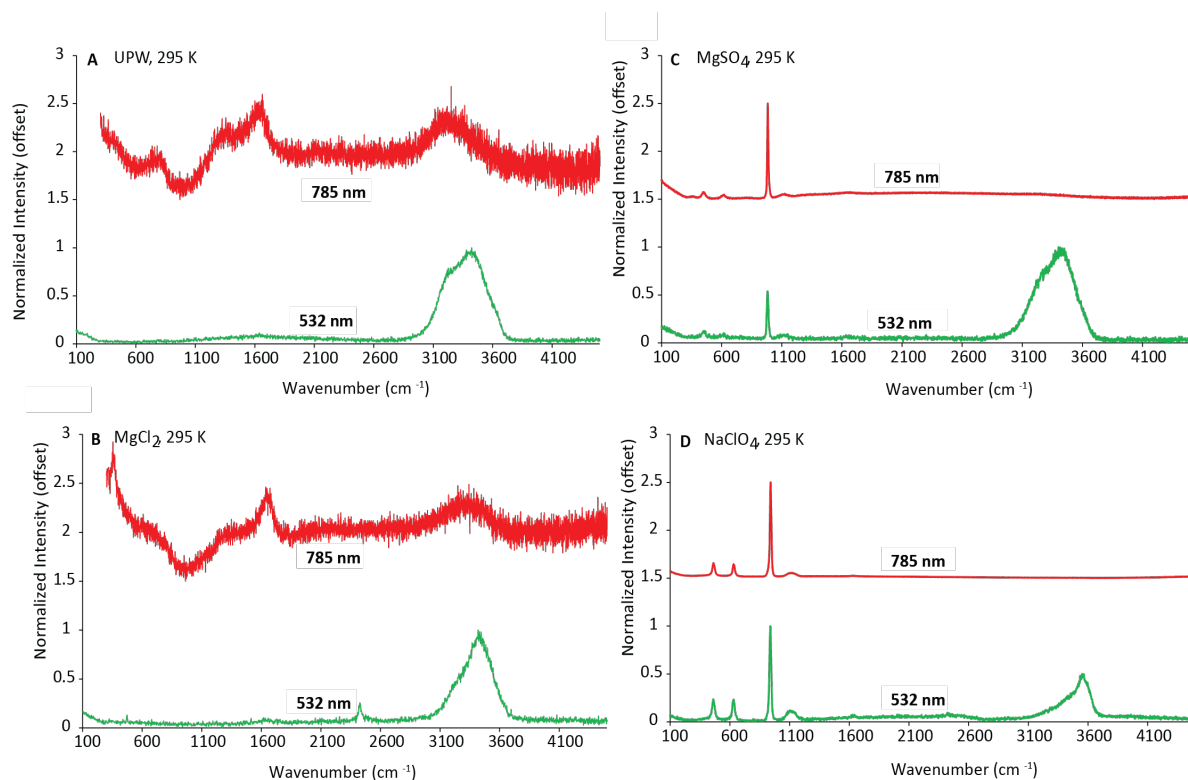 A UPW, 295 K
Normalized Intensity (offset)
3
2.5
2
1.5
1
0.5
0
785 nm
532 nm
100 600 1100 1600 2100 2600 3100 3600 4100
Wavenumber (cm -1)
C MgSO4, 295 K
Normalized Intensity (offset)
3
2.5
2
1.5
1
0.5
0
785 nm
532 nm
100 1100 2100 3100 4100
Wavenumber (cm -1)
B MgCl2, 295 K
Normalized Intensity (offset)
3
2.5
2
1.5
1
0.5
0
785 nm
532 nm
100 600 1100 1600 2100 2600 3100 3600 4100
Wavenumber (cm -1)
D NaClO4, 295 K
Normalized Intensity (offset)
3
2.5
2
1.5
1
0.5
0
785 nm
532 nm
100 600 1100 1600 2100 2600 3100 3600 4100
Wavenumber (cm -1)